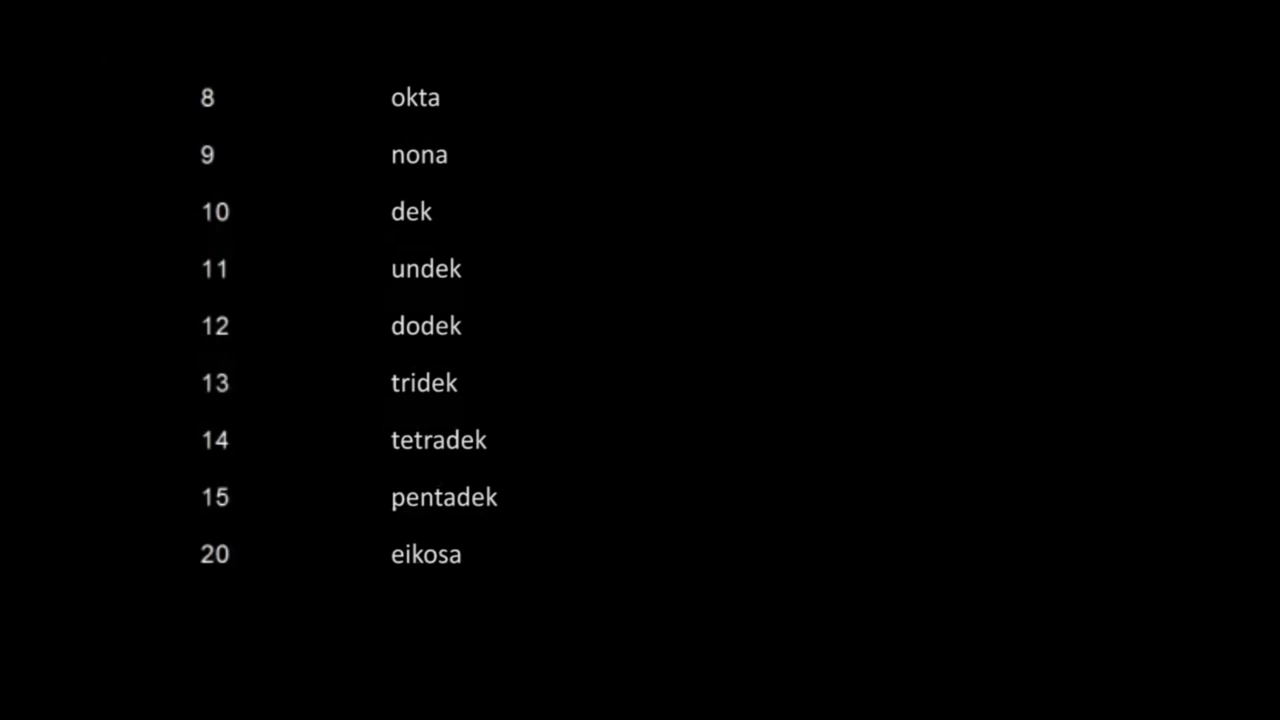 8 okta
9 nona
10 dek
11 undek
12 dodek
13 tridek
14 tetradek
15 pentadek
20 eikosa